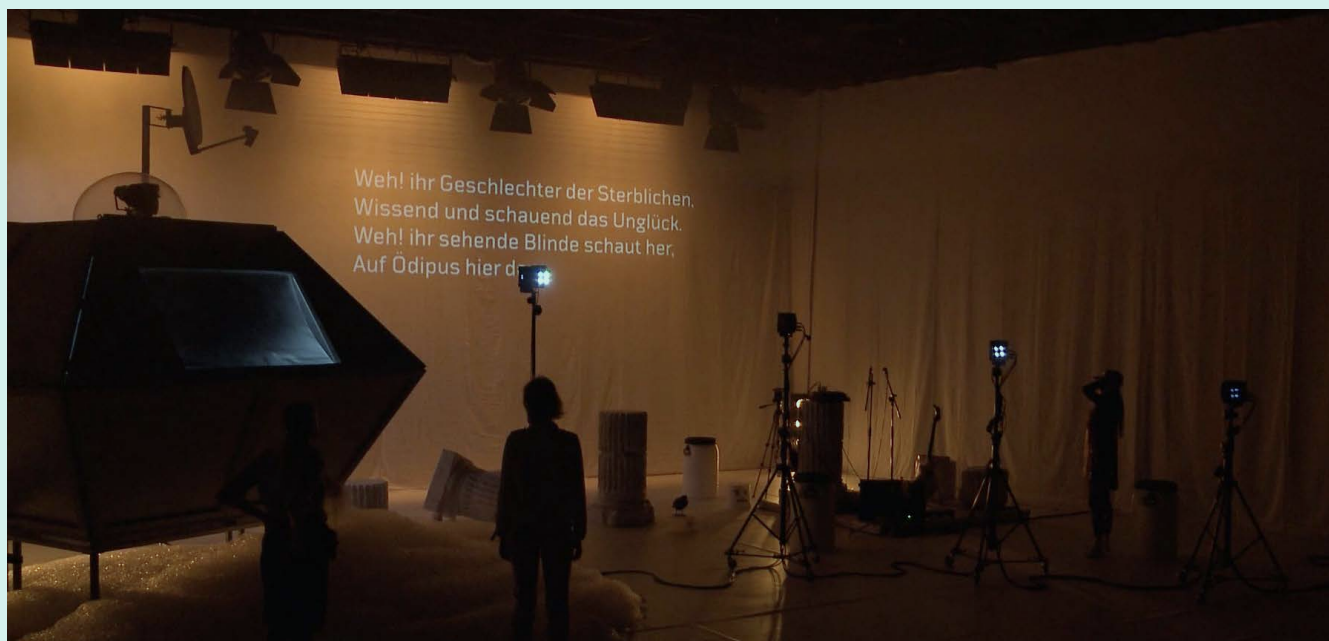 Weh! ihr Geschlechter der Sterblichen,
Wissend und schauend das Unglück.
Weh! ihr sehende Blinde schaut her,
Auf Ödipus hier